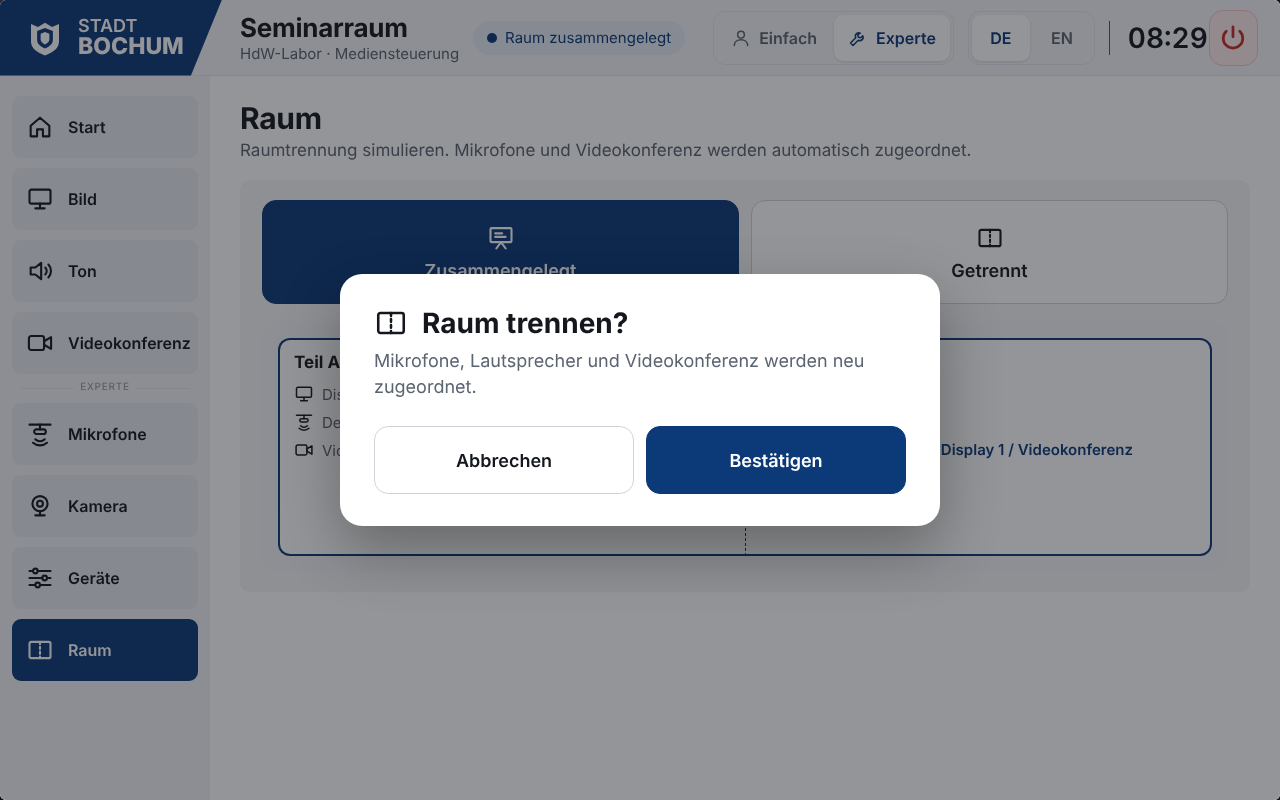 STADT
BOCHUM
Seminarraum
HdW-Labor · Mediensteuerung
Raum zusammengelegt
Einfach
Experte
DE
EN
08:29
Start
Bild
Ton
Videokonferenz
EXPERTE
Mikrofone
Kamera
Geräte
Raum
Raum
Raumtrennung simulieren. Mikrofone und Videokonferenz werden automatisch zugeordnet.
Zusammengelegt
Getrennt
Teil A
Display 1 / Videokonferenz
Raum trennen?
Mikrofone, Lautsprecher und Videokonferenz werden neu
zugeordnet.
Abbrechen
Bestätigen